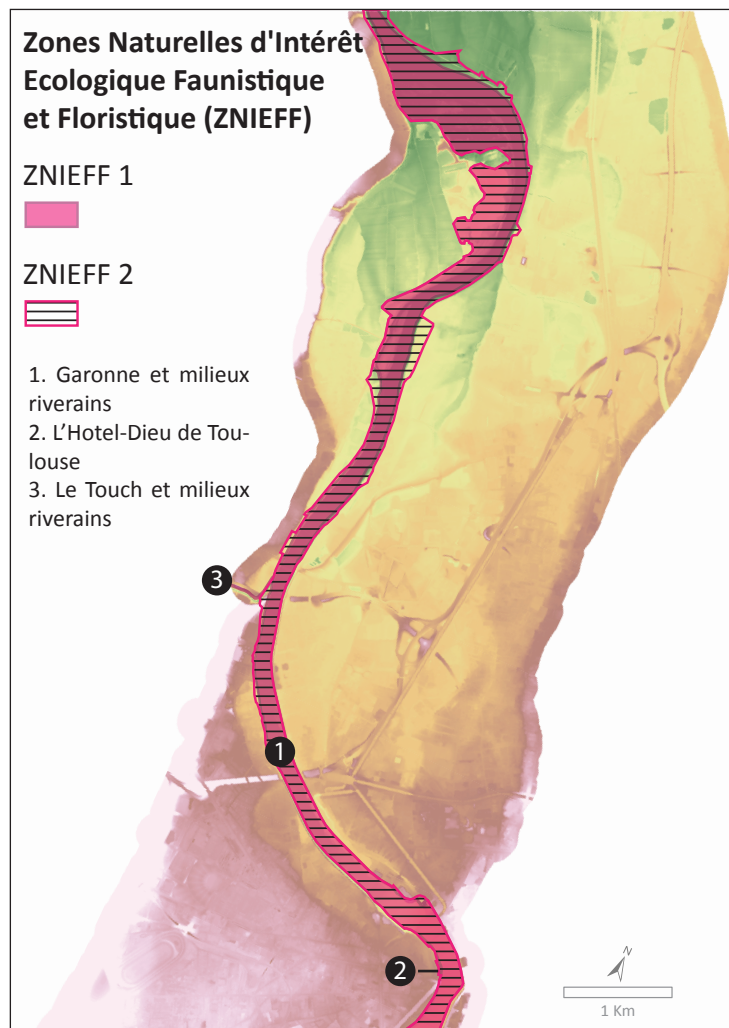 Zones Naturelles d'Intérêt
Ecologique Faunistique
et Floristique (ZNIEFF)
ZNIEFF 1
ZNIEFF 2
1. Garonne et milieux
riverains
2. L’Hotel-Dieu de Tou-
louse
3. Le Touch et milieux
riverains
3
1
2
N
1 Km